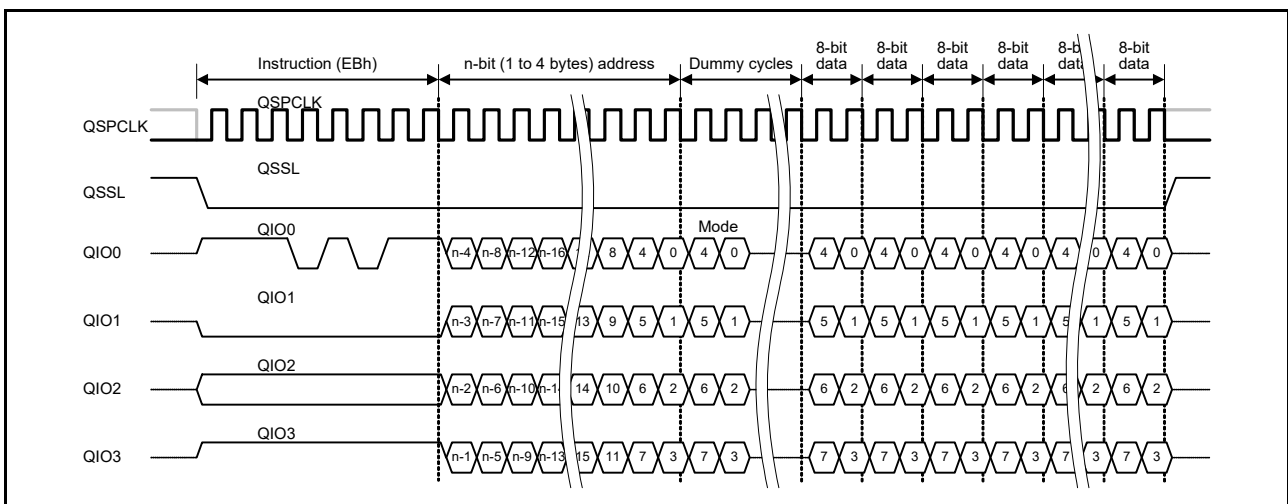 8-bit data 8-bit data 8-bit data 8-bit data 8-b data 8-bit data
Instruction (EBh) n-bit (1 to 4 bytes) address Dummy cycles
QSPCLK
QSPCLK
QSSL
QSSL
QIO0
Mode
QIO0 n-4 n-8 n-12 n-16 8 4 0 4 0 4 0 4 0 4 0 4 0 4 0 4 0
QIO1
QIO1 n-3 n-7 n-11 n-15 13 9 5 1 5 1 5 1 5 1 5 1 5 1 5 1 5 1
QIO2
QIO2 n-2 n-6 n-10 n-14 14 10 6 2 6 2 6 2 6 2 6 2 6 2 6 2 6 2
QIO3
QIO3 n-1 n-5 n-9 n-13 15 11 7 3 7 3 7 3 7 3 7 3 7 3 7 3 7 3